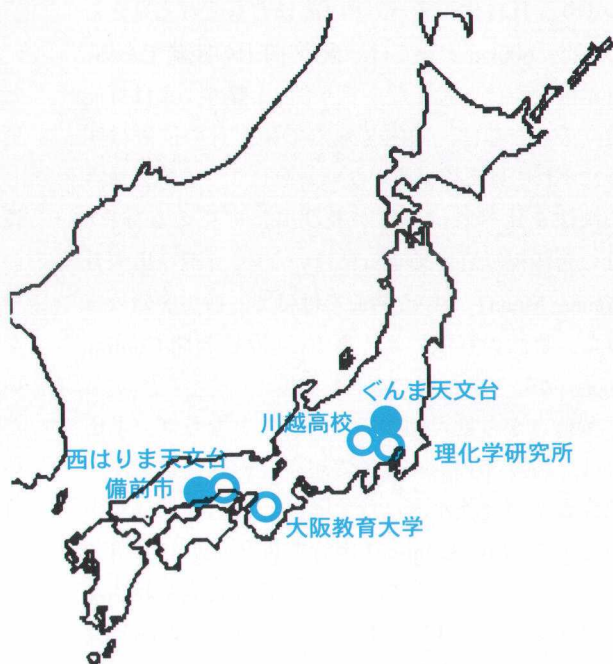 ぐんま天文台
川越高校
理化学研究所
西はりま天文台
備前市
大阪教育大学